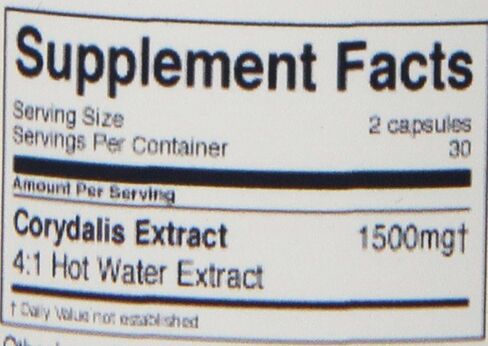 Supplement Facts
Serving Size 2 capsules
Servings Per Container 30
Amount Per Serving
Corydalis Extract 1500mg†
4:1 Hot Water Extract
† Daily Value not established